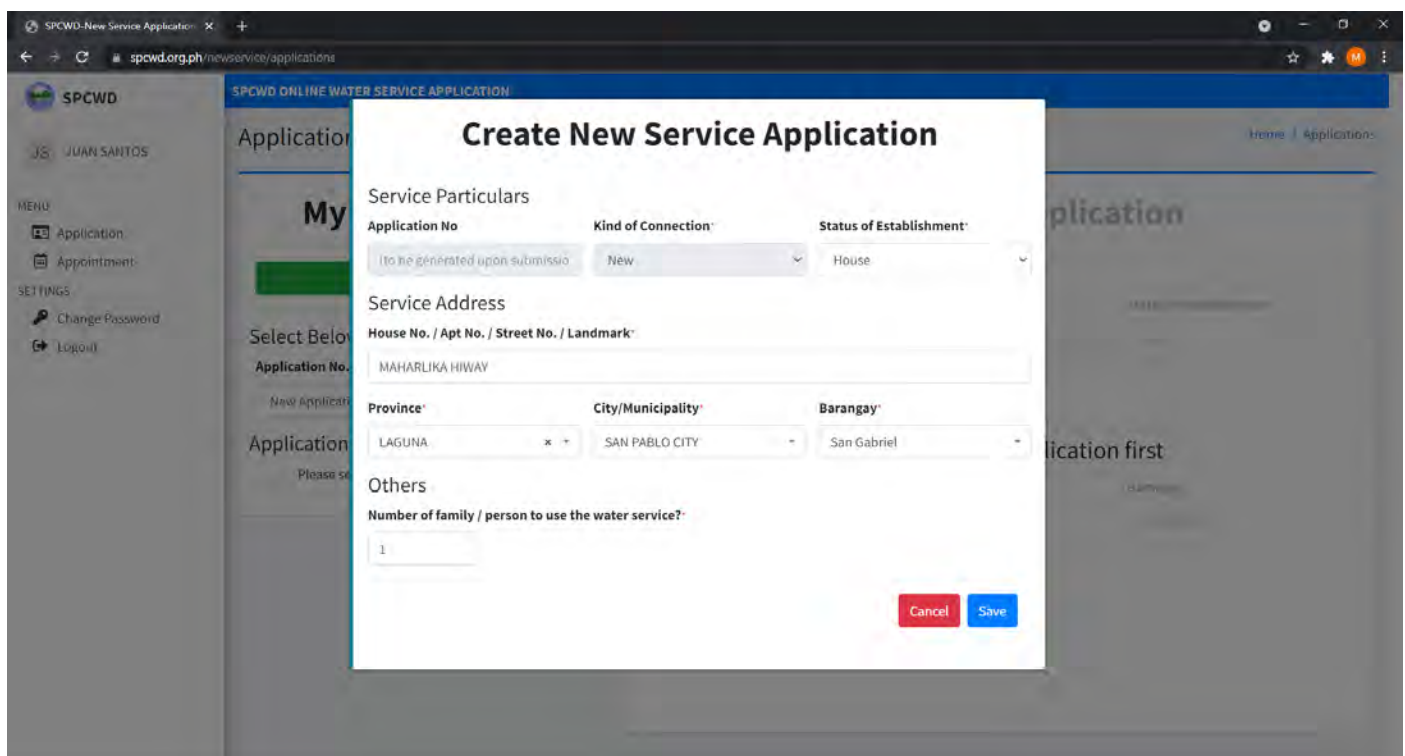 SPCWD-New Service Application
spcwd.org.ph/newservice/applications
M
SPCWD
JS JUAN SANTOS
MENU
Application
Appointment
SETTINGS
Change Password
Logout
SPCWD ONLINE WATER SERVICE APPLICATION
Application
Home / Applications
My
plication
Select Below
Application No.
New Applicati
Application
Please se
lication first
Create New Service Application
Service Particulars
Application No Kind of Connection* Status of Establishment*
(to be generated upon submissio New House
Service Address
House No. / Apt No. / Street No. / Landmark*
MAHARLIKA HIWAY
Province* City/Municipality* Barangay*
LAGUNA SAN PABLO CITY San Gabriel
Others
Number of family / person to use the water service?*
1
Cancel Save